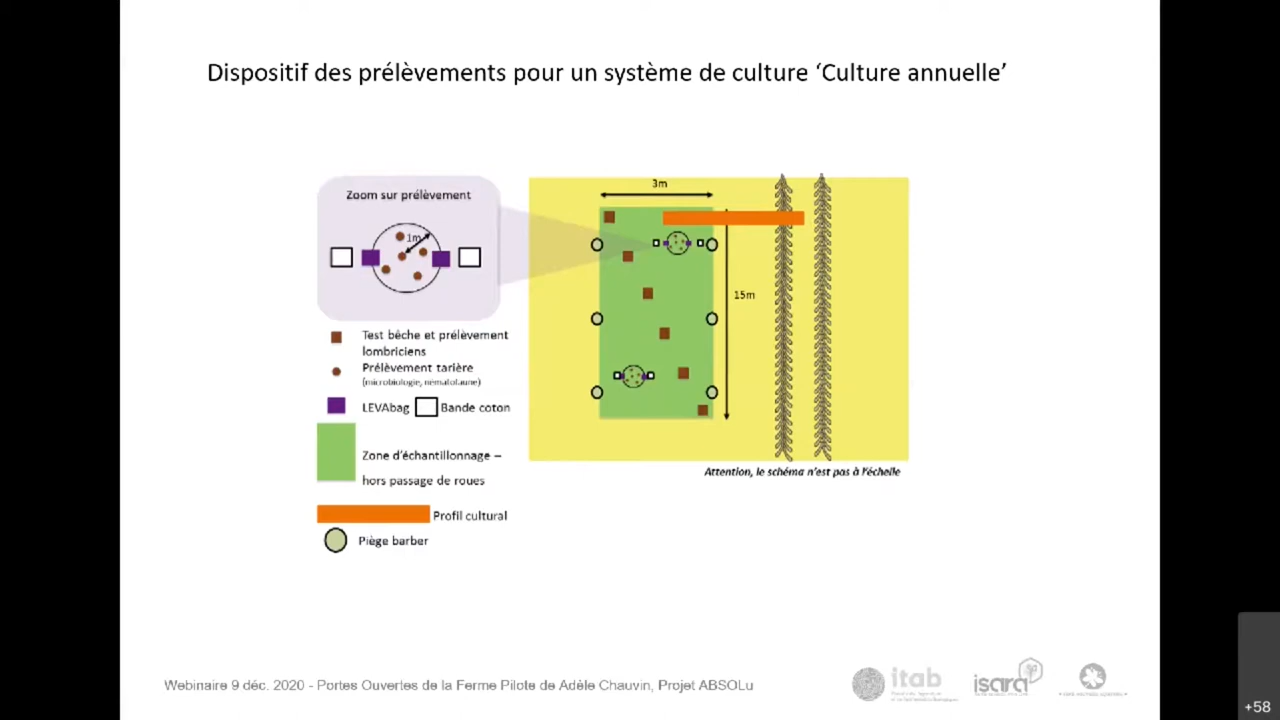 Dispositif des prélèvements pour un système de culture ‘Culture annuelle’
Zoom sur prélèvement
1m
3m
15m
Test bêche et prélèvement
lombriciens
Prélèvement tarière
(microbiologie, nématofaune)
LEVAbag
Bande coton
Zone d'échantillonnage –
hors passage de roues
Profil cultural
Piège barber
Attention, le schéma n'est pas à l'échelle
Webinaire 9 déc. 2020 - Portes Ouvertes de la Ferme Pilote de Adèle Chauvin, Projet ABSOLu
itab
isara
+58